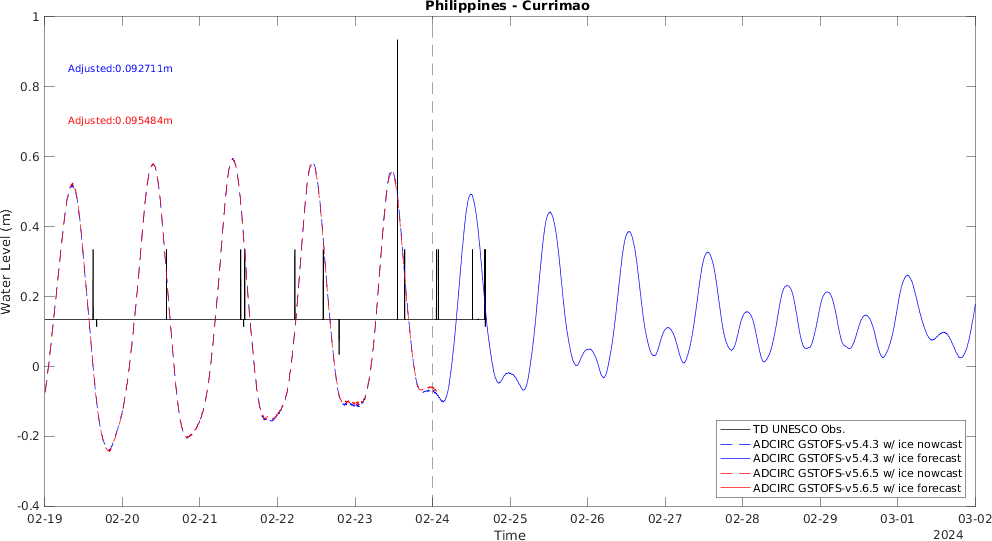 Philippines - Currimao
Adjusted:0.092711m
Adjusted:0.095484m
Water Level (m)
1
0.8
0.6
0.4
0.2
0
-0.2
-0.4
TD UNESCO Obs.
ADCIRC GSTOFS-v5.4.3 w/ ice nowcast
ADCIRC GSTOFS-v5.4.3 w/ ice forecast
ADCIRC GSTOFS-v5.6.5 w/ ice nowcast
ADCIRC GSTOFS-v5.6.5 w/ ice forecast
02-19 02-20 02-21 02-22 02-23 02-24 02-25 02-26 02-27 02-28 02-29 03-01 03-02
Time
2024